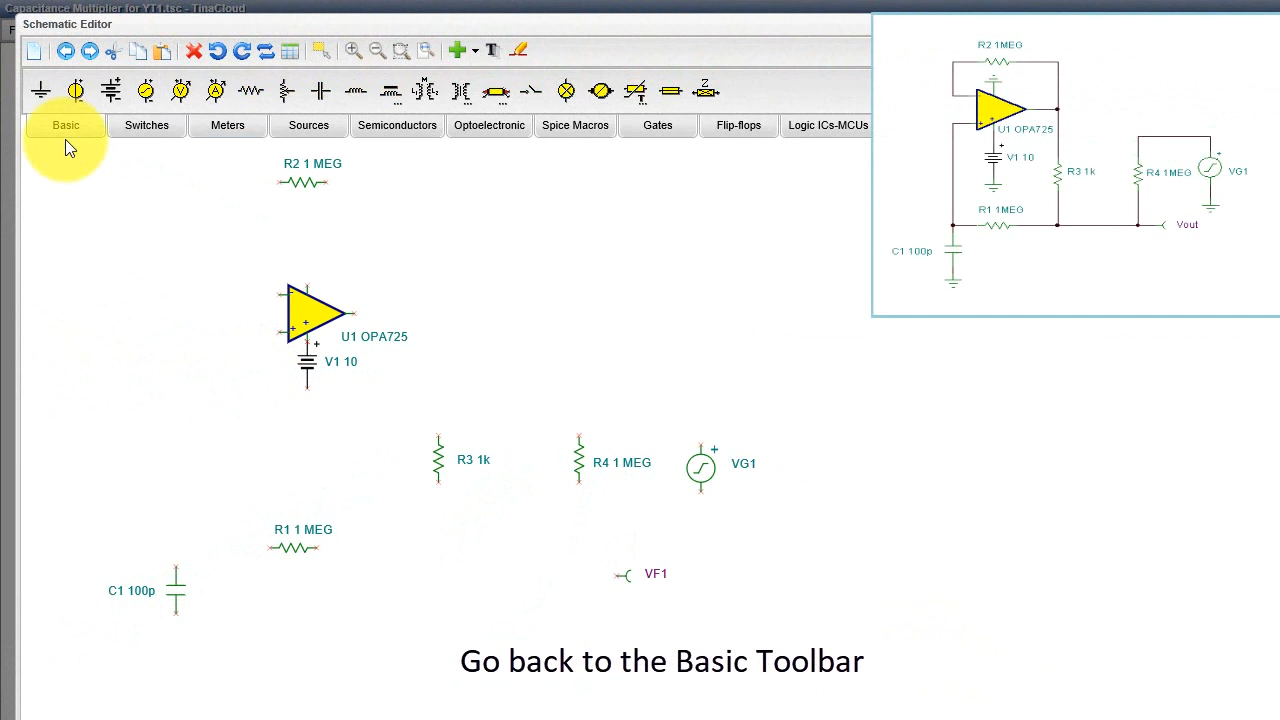 Capacitance Multiplier for YT1.tsc - TinaCloud
F
Schematic Editor
T
M
Z
Basic
Switches
Meters
Sources
Semiconductors
Optoelectronic
Spice Macros
Gates
Flip-flops
Logic ICs-MCUs
R2 1 MEG
U1 OPA725
V1 10
R3 1k
R4 1 MEG
VG1
R1 1 MEG
C1 100p
VF1
R2 1MEG
U1 OPA725
V1 10
R3 1k
R4 1MEG
VG1
R1 1MEG
Vout
C1 100p
Go back to the Basic Toolbar